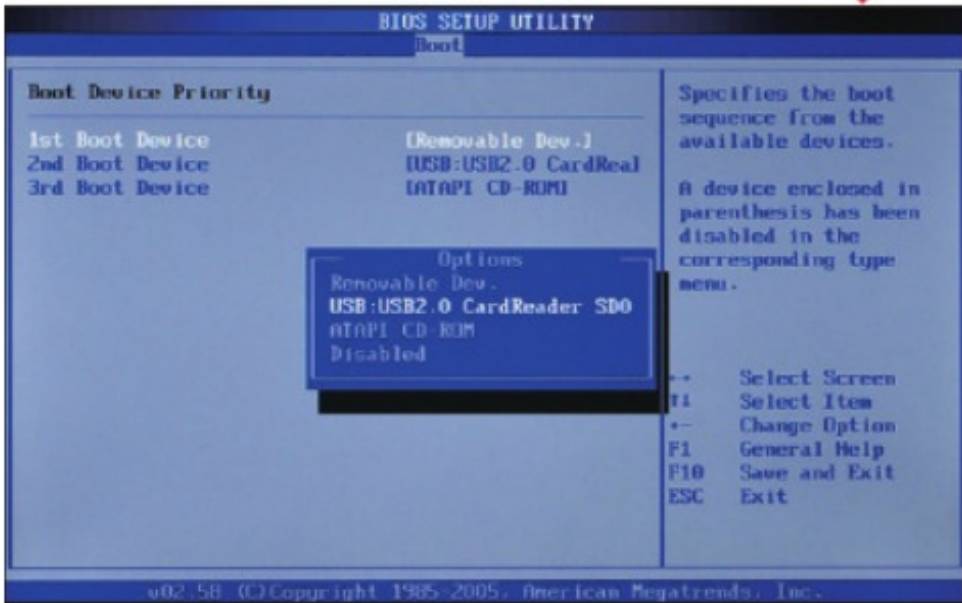 BIOS SETUP UTILITY
Boot
Boot Device Priority
1st Boot Device [Removable Dev.]
2nd Boot Device [USB:USB2.0 CardRea]
3rd Boot Device [ATAPI CD-ROM]
Options
Removable Dev.
USB:USB2.0 CardReader SD0
ATAPI CD-ROM
Disabled
Specifies the boot
sequence from the
available devices.
A device enclosed in
parenthesis has been
disabled in the
corresponding type
menu.
←→ Select Screen
↑↓ Select Item
+- Change Option
F1 General Help
F10 Save and Exit
ESC Exit
v02.58 (C)Copyright 1985-2005, American Megatrends, Inc.